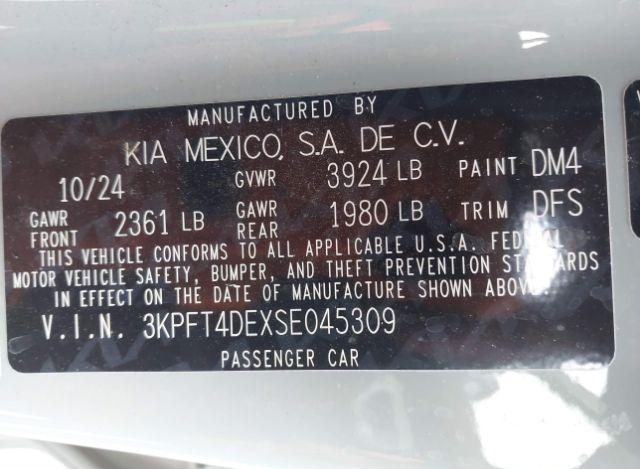 MANUFACTURED BY
KIA MEXICO, S.A. DE C.V.
10/24 GVWR 3924 LB PAINT DM4
GAWR FRONT 2361 LB GAWR REAR 1980 LB TRIM DFS
THIS VEHICLE CONFORMS TO ALL APPLICABLE U.S.A. FEDERAL
MOTOR VEHICLE SAFETY, BUMPER, AND THEFT PREVENTION STANDARDS
IN EFFECT ON THE DATE OF MANUFACTURE SHOWN ABOVE.
V.I.N. 3KPFT4DEXSE045309
PASSENGER CAR